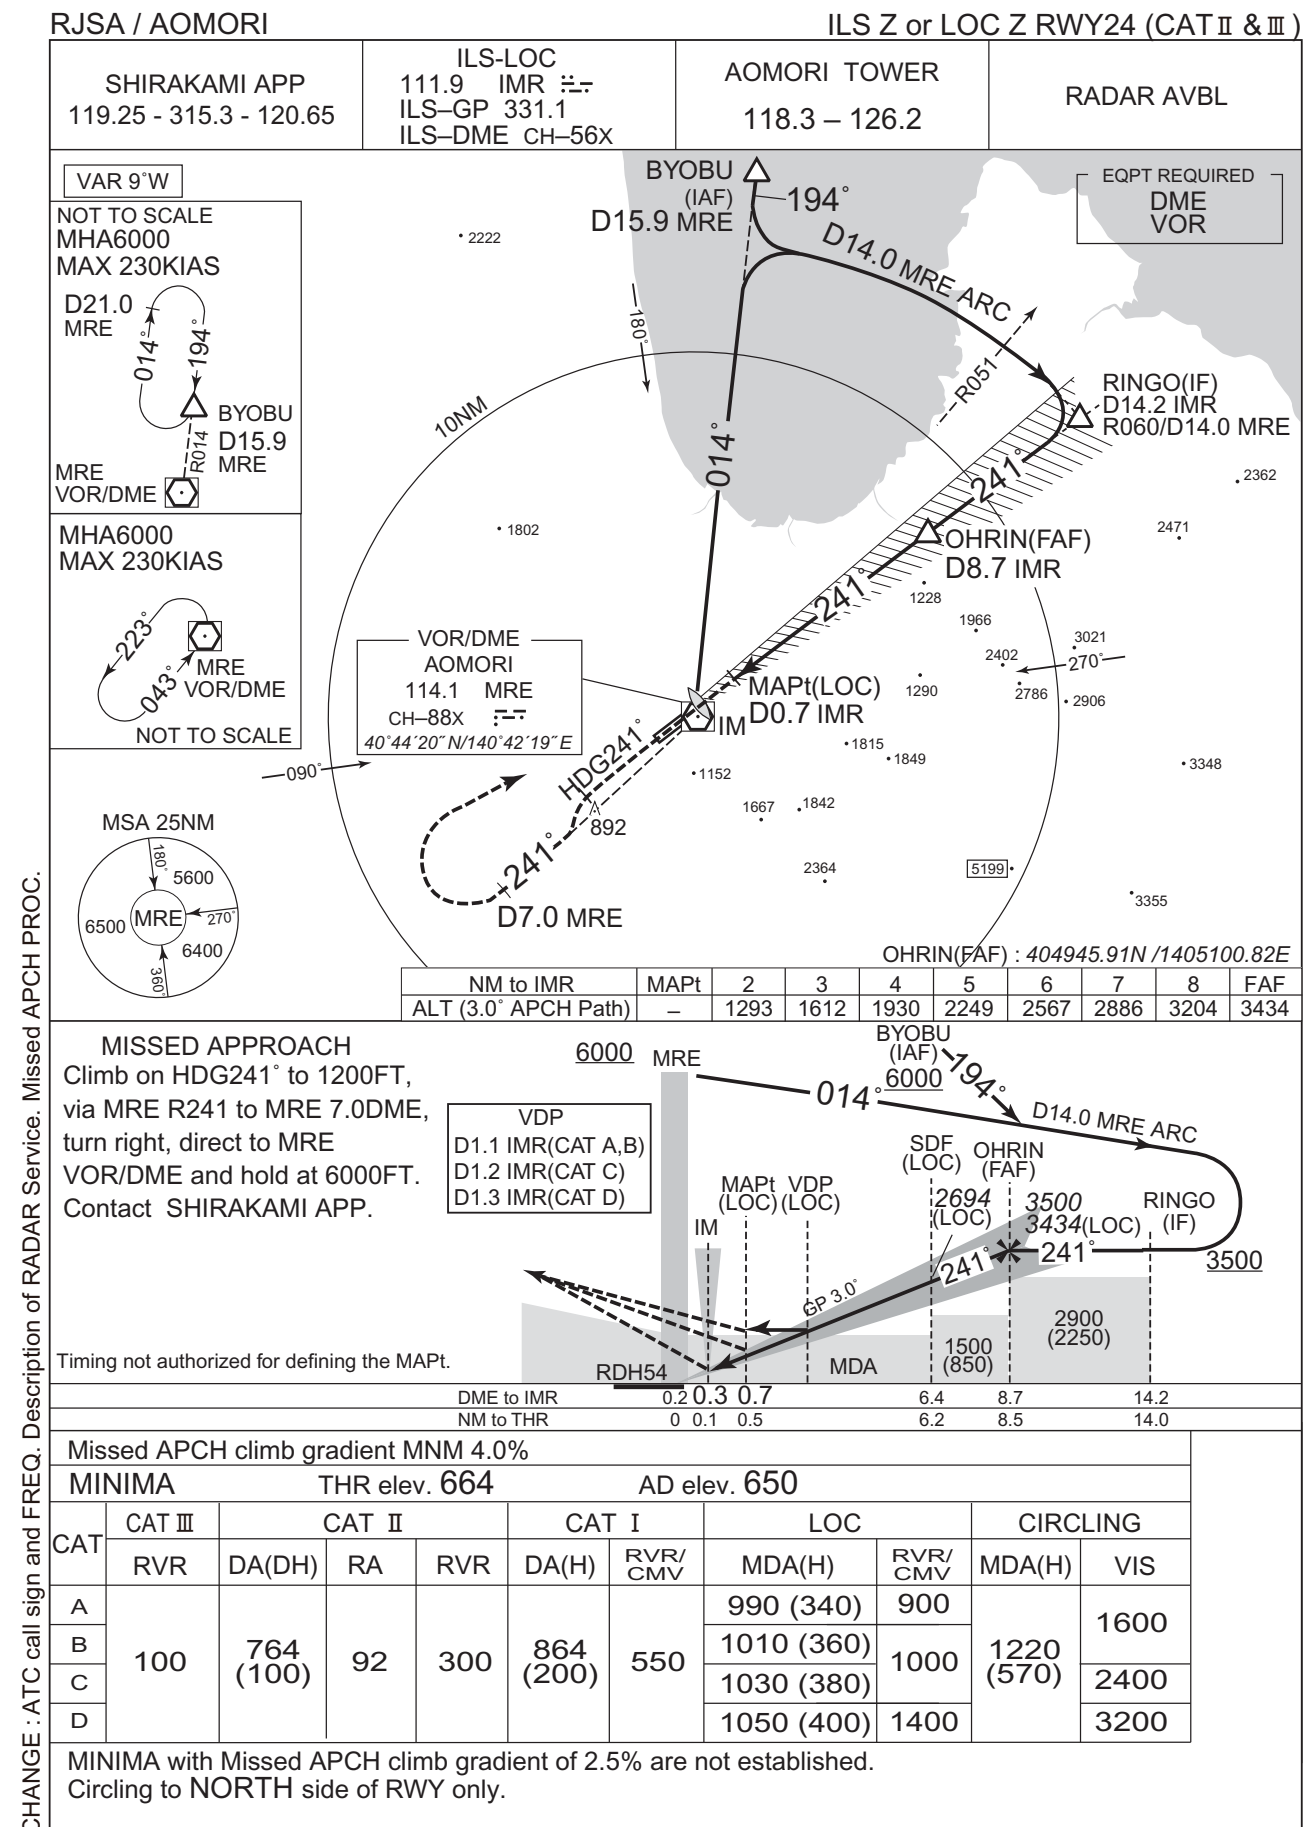 RJSA / AOMORI
ILS Z or LOC Z RWY24 (CATⅡ &Ⅲ)
SHIRAKAMI APP
119.25 - 315.3 - 120.65
ILS-LOC
111.9 IMR
ILS–GP 331.1
ILS–DME CH–56X
AOMORI TOWER
118.3 – 126.2
RADAR AVBL
VAR 9˚W
NOT TO SCALE
MHA6000
MAX 230KIAS
D21.0
MRE
014˚
194˚
BYOBU
D15.9
MRE
R014
MRE
VOR/DME
MHA6000
MAX 230KIAS
223˚
043˚
MRE
VOR/DME
NOT TO SCALE
BYOBU
(IAF)
D15.9 MRE
194˚
D14.0 MRE ARC
EQPT REQUIRED
DME
VOR
2222
180˚
10NM
R051
RINGO(IF)
D14.2 IMR
R060/D14.0 MRE
014˚
241˚
2362
1802
2471
OHRIN(FAF)
D8.7 IMR
241˚
1228
1966
3021
2402
270˚
VOR/DME
AOMORI
114.1 MRE
CH–88X
40˚44´20˝N/140˚42´19˝E
1290
2786
2906
MAPt(LOC)
D0.7 IMR
IM
HDG241˚
1815
1849
3348
090˚
1152
1667
1842
892
241˚
2364
5199
3355
D7.0 MRE
MSA 25NM
180˚
5600
6500
MRE
270˚
6400
360˚
OHRIN(FAF) : 404945.91N /1405100.82E
NM to IMR MAPt 2 3 4 5 6 7 8 FAF
ALT (3.0˚ APCH Path) – 1293 1612 1930 2249 2567 2886 3204 3434
MISSED APPROACH
Climb on HDG241˚ to 1200FT,
via MRE R241 to MRE 7.0DME,
turn right, direct to MRE
VOR/DME and hold at 6000FT.
Contact SHIRAKAMI APP.
Timing not authorized for defining the MAPt.
VDP
D1.1 IMR(CAT A,B)
D1.2 IMR(CAT C)
D1.3 IMR(CAT D)
6000 MRE
014˚
BYOBU
(IAF)
6000
194˚
D14.0 MRE ARC
SDF
(LOC)
OHRIN
(FAF)
MAPt
(LOC)
VDP
(LOC)
IM
2694
(LOC)
3500
3434(LOC)
RINGO
(IF)
241˚
241˚
3500
GP 3.0˚
2900
(2250)
1500
(850)
MDA
RDH54
DME to IMR 0.2 0.3 0.7 6.4 8.7 14.2
NM to THR 0 0.1 0.5 6.2 8.5 14.0
Missed APCH climb gradient MNM 4.0%
MINIMA THR elev. 664 AD elev. 650
CAT
CAT Ⅲ CAT Ⅱ CAT Ⅰ LOC CIRCLING
RVR DA(DH) RA RVR DA(H) RVR/CMV MDA(H) RVR/CMV MDA(H) VIS
A 990 (340) 900
1600
B 1010 (360)
100
764
(100)
92
300
864
(200)
550
1000
1220
(570)
C 1030 (380) 2400
D 1050 (400) 1400 3200
MINIMA with Missed APCH climb gradient of 2.5% are not established.
Circling to NORTH side of RWY only.
CHANGE : ATC call sign and FREQ. Description of RADAR Service. Missed APCH PROC.